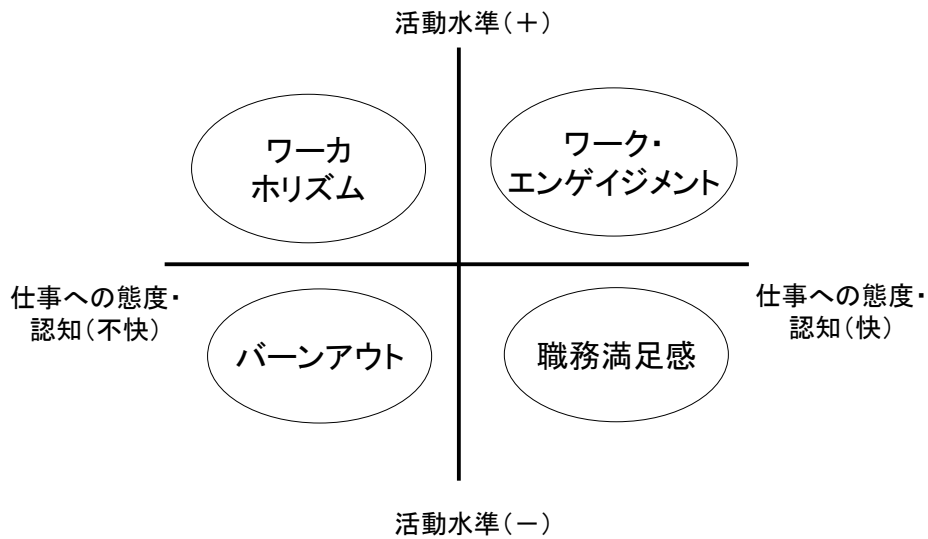 活動水準(＋)
ワーカ
ホリズム
ワーク・
エンゲイジメント
仕事への態度・
認知(不快)
仕事への態度・
認知(快)
バーンアウト
職務満足感
活動水準(－)